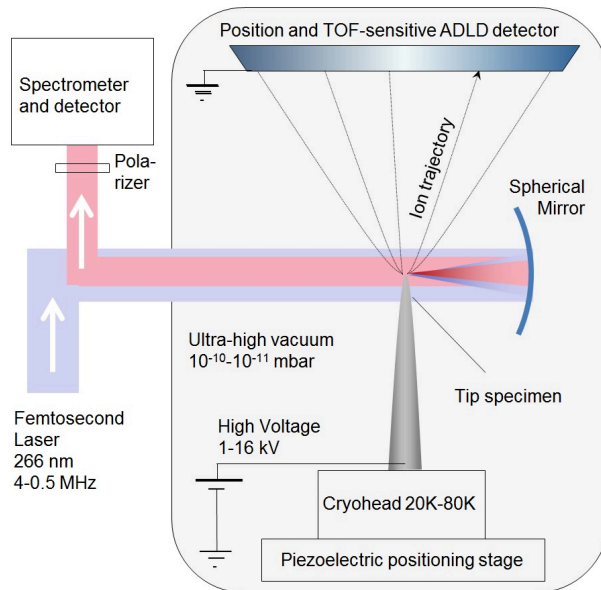 Position and TOF-sensitive ADLD detector
Spectrometer
and detector
Pola-
rizer
Ion trajectory
Spherical
Mirror
Ultra-high vacuum
10⁻¹⁰-10⁻¹¹ mbar
Tip specimen
Femtosecond
Laser
266 nm
4-0.5 MHz
High Voltage
1-16 kV
Cryohead 20K-80K
Piezoelectric positioning stage